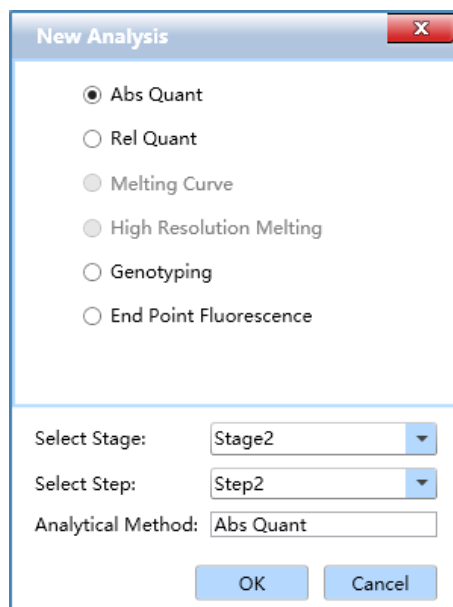 New Analysis
x
Abs Quant
Rel Quant
Melting Curve
High Resolution Melting
Genotyping
End Point Fluorescence
Select Stage: Stage2
Select Step: Step2
Analytical Method: Abs Quant
OK Cancel